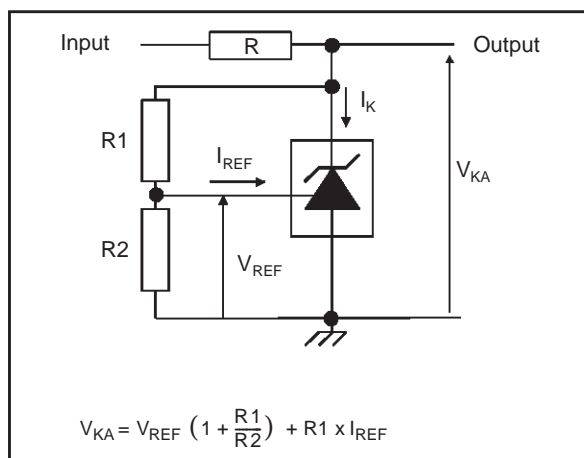 Input R Output
I_K
R1
I_REF
V_KA
R2
V_REF
V_KA = V_REF (1 + R1/R2) + R1 x I_REF